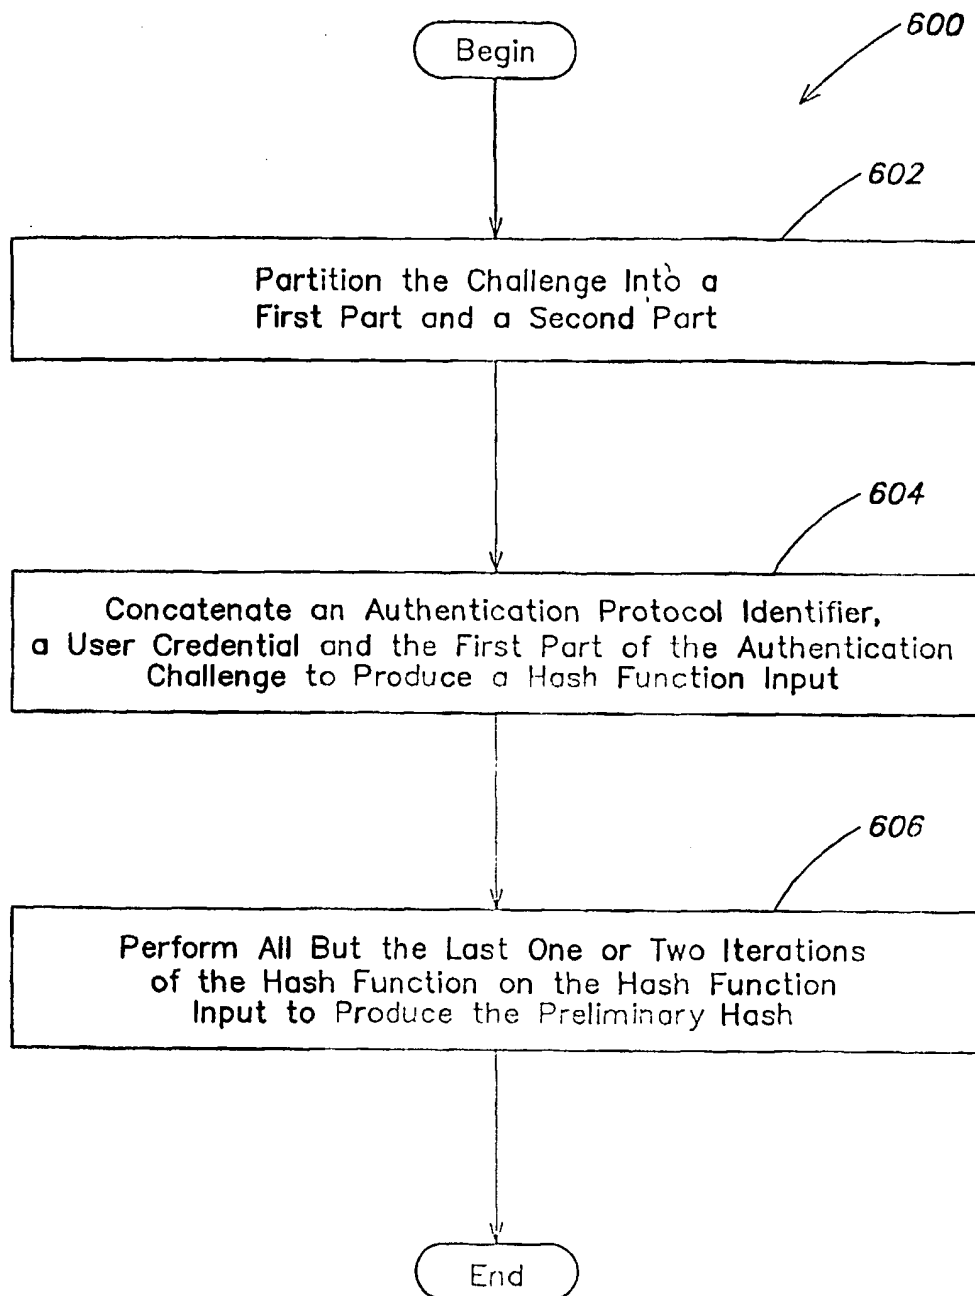 Begin
600
602
Partition the Challenge Into a
First Part and a Second Part
604
Concatenate an Authentication Protocol Identifier,
a User Credential and the First Part of the Authentication
Challenge to Produce a Hash Function Input
606
Perform All But the Last One or Two Iterations
of the Hash Function on the Hash Function
Input to Produce the Preliminary Hash
End